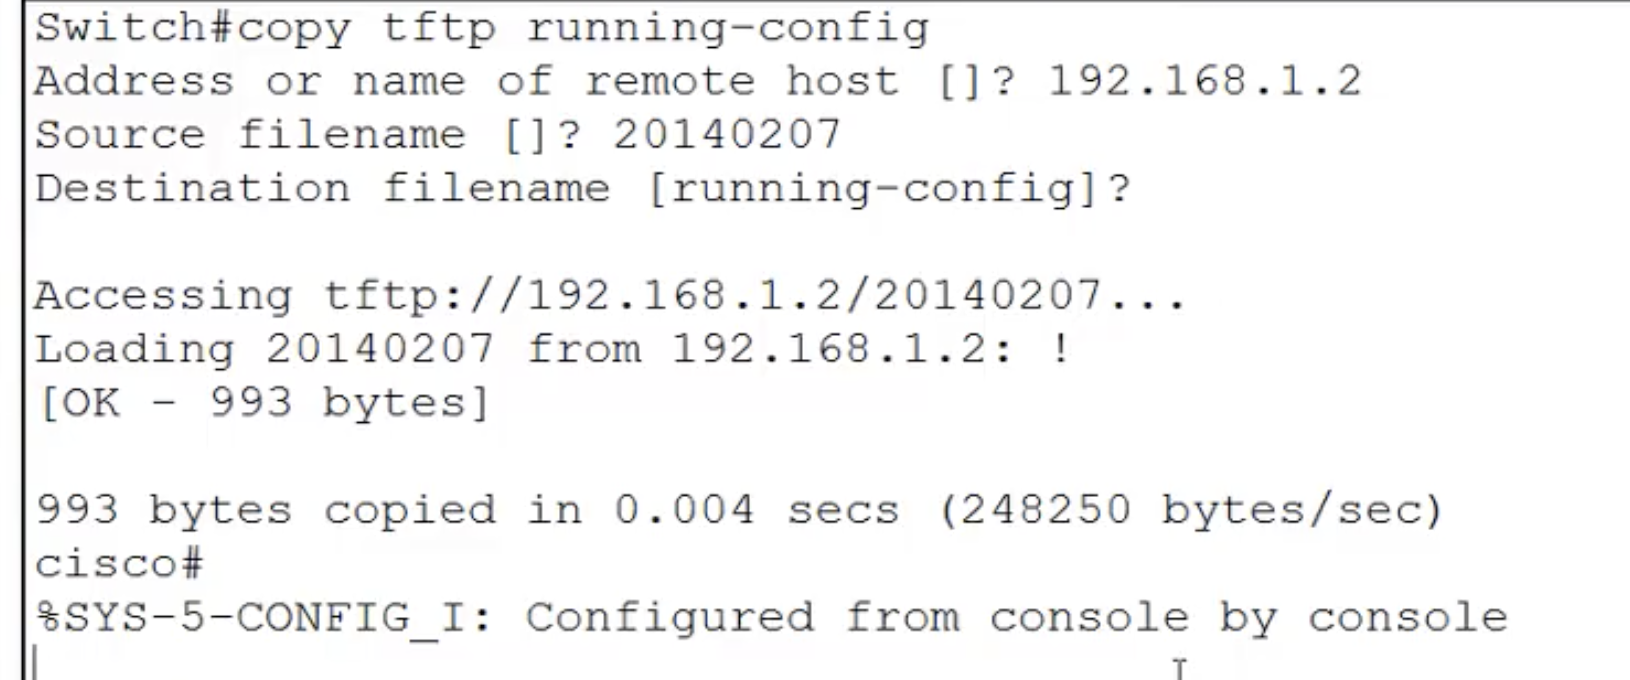 Switch#copy tftp running-config
Address or name of remote host []? 192.168.1.2
Source filename []? 20140207
Destination filename [running-config]?
Accessing tftp://192.168.1.2/20140207...
Loading 20140207 from 192.168.1.2: !
[OK - 993 bytes]
993 bytes copied in 0.004 secs (248250 bytes/sec)
cisco#
%SYS-5-CONFIG_I: Configured from console by console